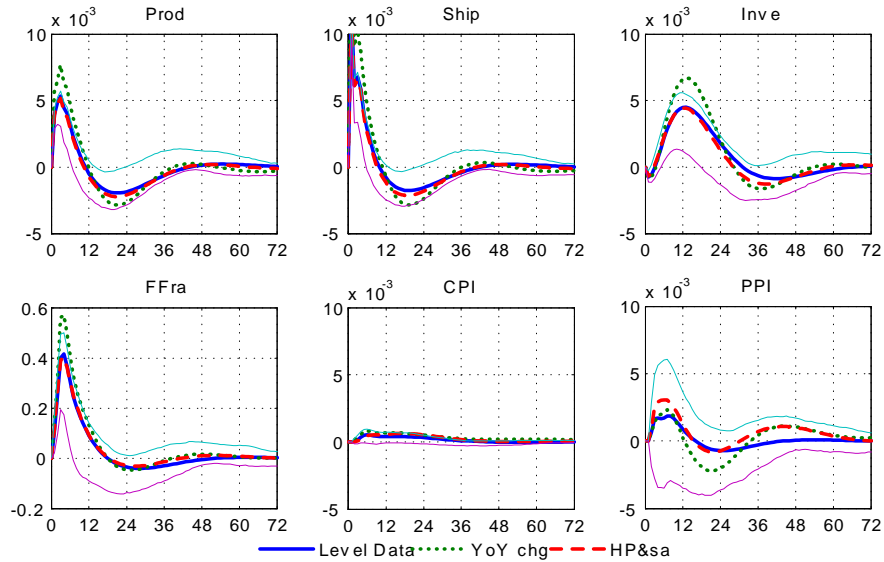 Prod Ship Inve
x 10⁻³ x 10⁻³ x 10⁻³
10 10 10
5 5 5
0 0 0
-5 -5 -5
0 12 24 36 48 60 72 0 12 24 36 48 60 72 0 12 24 36 48 60 72
FFra CPI PPI
x 10⁻³ x 10⁻³
0.6 10 10
0.4
5 5
0.2
0 0 0
-0.2 -5 -5
0 12 24 36 48 60 72 0 12 24 36 48 60 72 0 12 24 36 48 60 72
Level Data YoY chg HP&sa